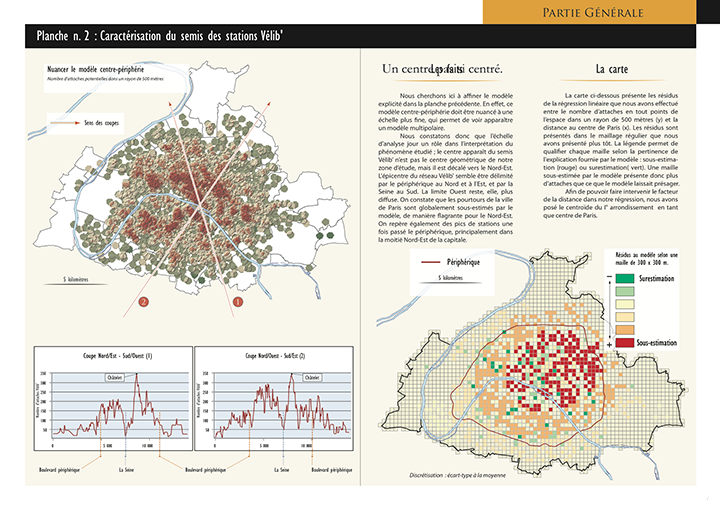 PARTIE GÉNÉRALE
Planche n. 2 : Caractérisation du semis des stations Vélib'
Nuancer le modèle centre-périphérie
Nombre d'attaches potentielles dans un rayon de 500 mètres
Sens des coupes
5 kilomètres
2
1
Coupe Nord/Est - Sud/Ouest (1)
Nombre d'attaches Vélib'
350
300
250
200
150
100
50
Châtelet
0
5 000
10 000
Coupe Nord/Ouest - Sud/Est (2)
Nombre d'attaches Vélib'
350
300
250
200
150
100
50
Châtelet
0
5 000
10 000
Boulevard périphérique
La Seine
Boulevard périphérique
La Seine
Boulevard périphérique
Un centre pas si centré.
Les faits
Nous cherchons ici à affiner le modèle
explicité dans la planche précédente. En effet, ce
modèle centre-périphérie doit être nuancé à une
échelle plus fine, qui permet de voir apparaître
un modèle multipolaire.
Nous constatons donc que l'échelle
d'analyse jour un rôle dans l'interprétation du
phénomène étudié ; le centre apparait du semis
Vélib' n'est pas le centre géométrique de notre
zone d'étude, mais il est décalé vers le Nord-Est.
L'épicentre du réseau Vélib' semble être délimité
par le périphérique au Nord et à l'Est, et par la
Seine au Sud. La limite Ouest reste, elle, plus
diffuse. On constate que les pourtours de la ville
de Paris sont globalement sous-estimés par le
modèle, de manière flagrante pour le Nord-Est.
On repère également des pics de stations une
fois passé le périphérique, principalement dans
la moitié Nord-Est de la capitale.
La carte
La carte ci-dessous présente les résidus
de la régression linéaire que nous avons effectué
entre le nombre d'attaches en tout points de
l'espace dans un rayon de 500 mètres (y) et la
distance au centre de Paris (x). Les résidus sont
présentés dans le maillage régulier que nous
avons présenté plus tôt. La légende permet de
qualifier chaque maille selon la pertinence de
l'explication fournie par le modèle : sous-estima-
tion (rouge) ou surestimation( vert). Une maille
sous-estimée par le modèle présente donc plus
d'attaches que ce que le modèle laissait présager.
Afin de pouvoir faire intervenir le facteur
de la distance dans notre régression, nous avons
posé le centroïde du I° arrondissement en tant
que centre de Paris.
Périphérique
5 kilomètres
Résidus au modèle selon une
maille de 300 x 300 m.
Surestimation
Sous-estimation
Discrétisation : écart-type à la moyenne